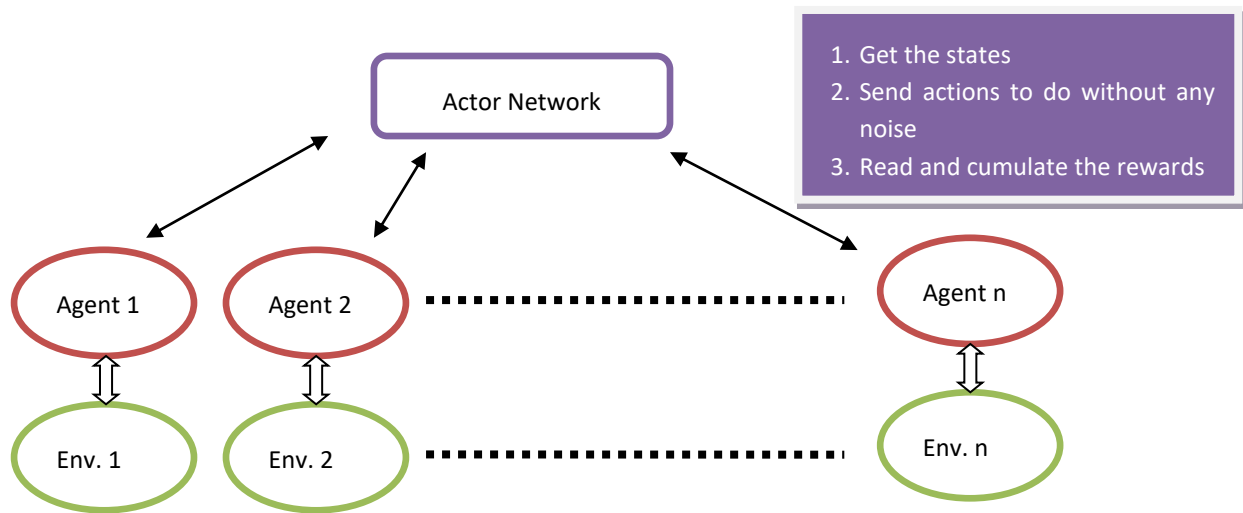 Actor Network
1. Get the states
2. Send actions to do without any
noise
3. Read and cumulate the rewards
Agent 1
Agent 2
Agent n
Env. 1
Env. 2
Env. n